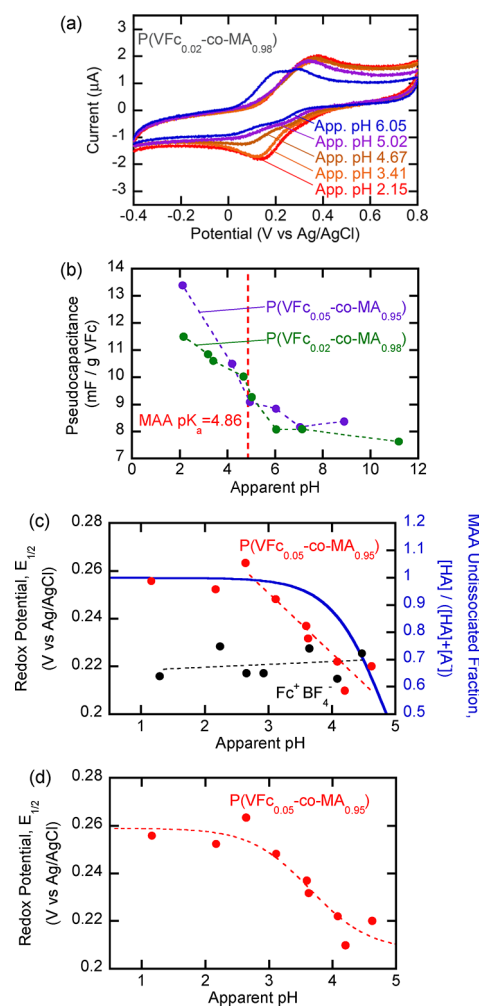 (a)
P(VFc0.02-co-MA0.98)
3
2
1
0
-1
-2
-3
Current (μA)
App. pH 6.05
App. pH 5.02
App. pH 4.67
App. pH 3.41
App. pH 2.15
-0.4 -0.2 0 0.2 0.4 0.6 0.8
Potential (V vs Ag/AgCl)
(b)
14
13
12
11
10
9
8
7
Pseudocapacitance
(mF / g VFc)
P(VFc0.05-co-MA0.95)
P(VFc0.02-co-MA0.98)
MAA pKa=4.86
0 2 4 6 8 10 12
Apparent pH
(c)
0.28
0.26
0.24
0.22
0.2
Redox Potential, E1/2
(V vs Ag/AgCl)
P(VFc0.05-co-MA0.95)
Fc+BF4-
1.2
1.1
1
0.9
0.8
0.7
0.6
0.5
MAA Undissociated Fraction,
[HA] / ([HA]+[A-])
0 1 2 3 4 5
Apparent pH
(d)
0.28
0.26
0.24
0.22
0.2
Redox Potential, E1/2
(V vs Ag/AgCl)
P(VFc0.05-co-MA0.95)
0 1 2 3 4 5
Apparent pH